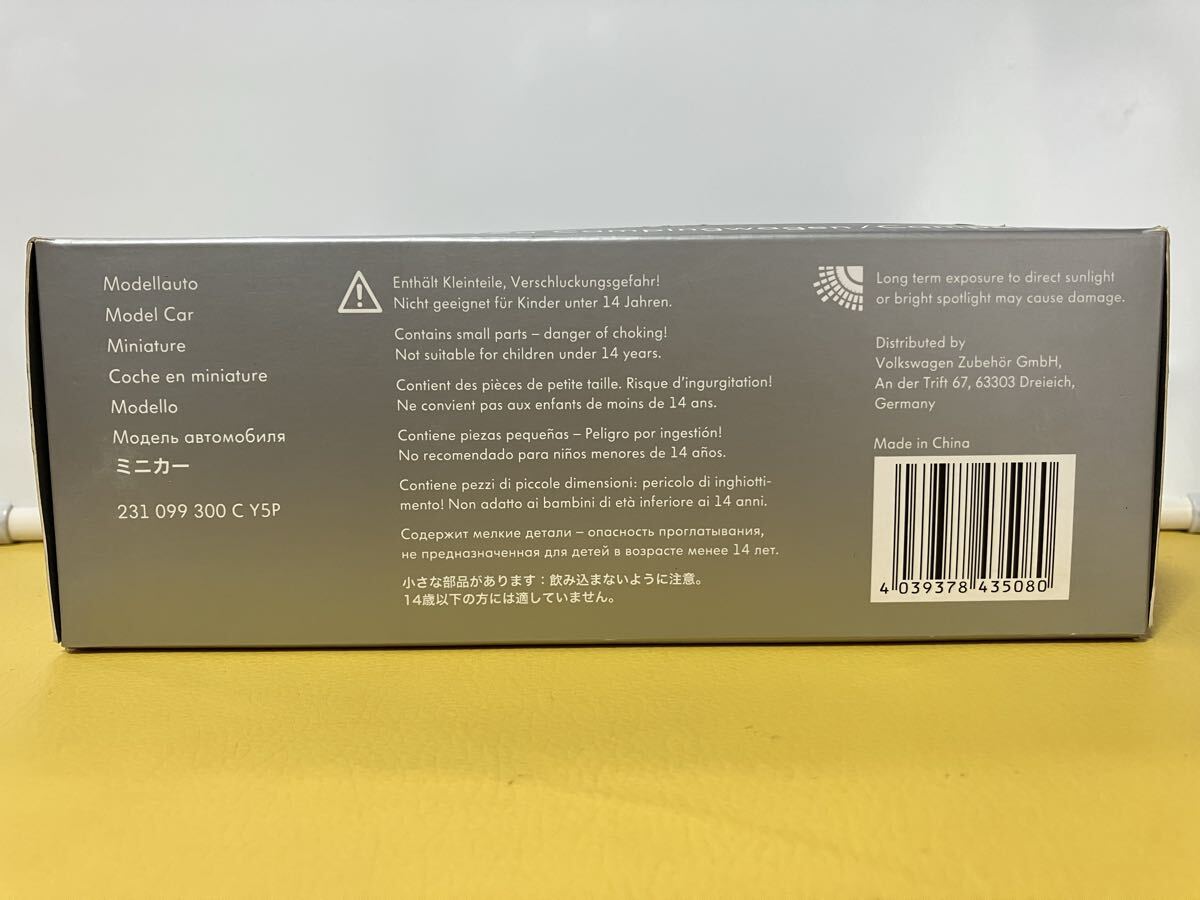 Campingwagen
Modellauto
Model Car
Miniature
Coche en miniature
Modello
Модель автомобиля
ミニカー
231 099 300 C Y5P
Enthält Kleinteile, Verschluckungsgefahr!
Nicht geeignet für Kinder unter 14 Jahren.
Contains small parts – danger of choking!
Not suitable for children under 14 years.
Contient des pièces de petite taille. Risque d'ingurgitation!
Ne convient pas aux enfants de moins de 14 ans.
Contiene piezas pequeñas – Peligro por ingestión!
No recomendado para niños menores de 14 años.
Contiene pezzi di piccole dimensioni: pericolo di inghiotti-
mento! Non adatto ai bambini di età inferiore ai 14 anni.
Содержит мелкие детали – опасность проглатывания,
не предназначенная для детей в возрасте менее 14 лет.
小さな部品があります：飲み込まないように注意。
14歳以下の方には適していません。
Long term exposure to direct sunlight
or bright spotlight may cause damage.
Distributed by
Volkswagen Zubehör GmbH,
An der Trift 67, 63303 Dreieich,
Germany
Made in China
4 039378 435080